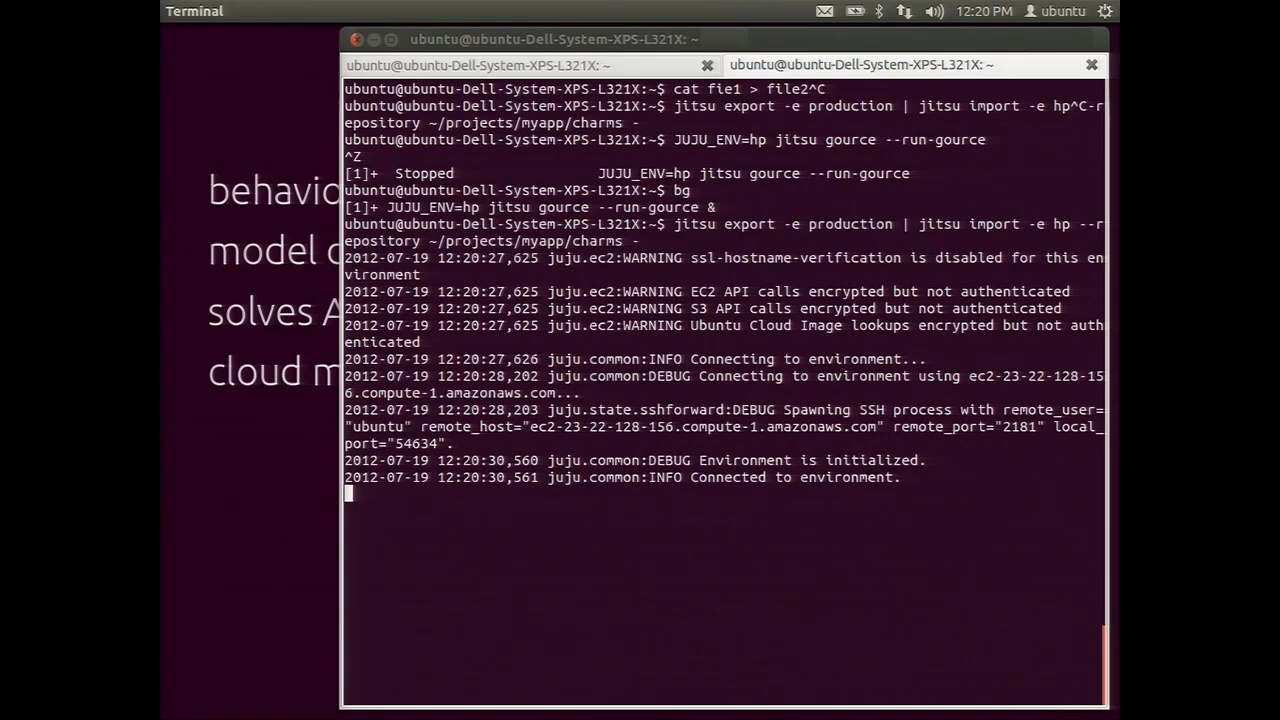 Terminal
12:20 PM
ubuntu
ubuntu@ubuntu-Dell-System-XPS-L321X: ~
ubuntu@ubuntu-Dell-System-XPS-L321X: ~
ubuntu@ubuntu-Dell-System-XPS-L321X: ~
behavio
model
solves A
cloud m
ubuntu@ubuntu-Dell-System-XPS-L321X:~$ cat fie1 > file2^C
ubuntu@ubuntu-Dell-System-XPS-L321X:~$ jitsu export -e production | jitsu import -e hp^C-r
epository ~/projects/myapp/charms -
ubuntu@ubuntu-Dell-System-XPS-L321X:~$ JUJU_ENV=hp jitsu gource --run-gource
^Z
[1]+  Stopped                 JUJU_ENV=hp jitsu gource --run-gource
ubuntu@ubuntu-Dell-System-XPS-L321X:~$ bg
[1]+ JUJU_ENV=hp jitsu gource --run-gource &
ubuntu@ubuntu-Dell-System-XPS-L321X:~$ jitsu export -e production | jitsu import -e hp --r
epository ~/projects/myapp/charms -
2012-07-19 12:20:27,625 juju.ec2:WARNING ssl-hostname-verification is disabled for this en
vironment
2012-07-19 12:20:27,625 juju.ec2:WARNING EC2 API calls encrypted but not authenticated
2012-07-19 12:20:27,625 juju.ec2:WARNING S3 API calls encrypted but not authenticated
2012-07-19 12:20:27,625 juju.ec2:WARNING Ubuntu Cloud Image lookups encrypted but not auth
enticated
2012-07-19 12:20:27,626 juju.common:INFO Connecting to environment...
2012-07-19 12:20:28,202 juju.common:DEBUG Connecting to environment using ec2-23-22-128-15
6.compute-1.amazonaws.com...
2012-07-19 12:20:28,203 juju.state.sshforward:DEBUG Spawning SSH process with remote_user=
"ubuntu" remote_host="ec2-23-22-128-156.compute-1.amazonaws.com" remote_port="2181" local_
port="54634".
2012-07-19 12:20:30,560 juju.common:DEBUG Environment is initialized.
2012-07-19 12:20:30,561 juju.common:INFO Connected to environment.